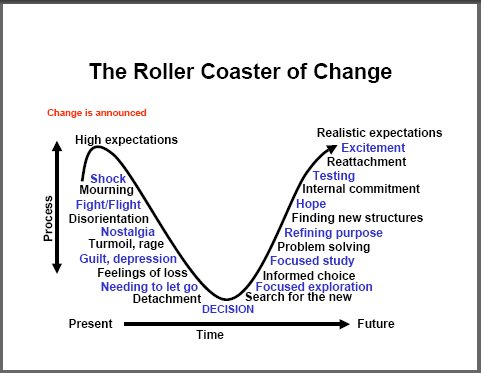 The Roller Coaster of Change
Change is announced
High expectations
Shock
Mourning
Fight/Flight
Disorientation
Nostalgia
Turmoil, rage
Guilt, depression
Feelings of loss
Needing to let go
Detachment
DECISION
Realistic expectations
Excitement
Reattachment
Testing
Internal commitment
Hope
Finding new structures
Refining purpose
Problem solving
Focused study
Informed choice
Focused exploration
Search for the new
Process
Present
Time
Future